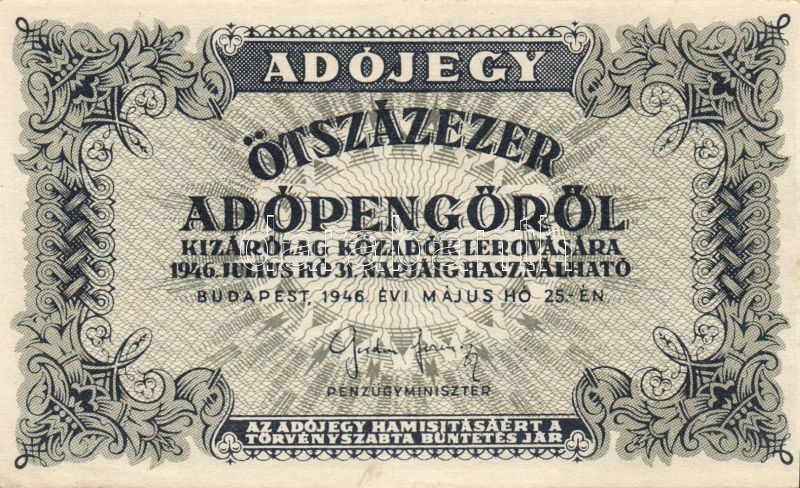 ADÓJEGY
ÖTSZÁZEZER
ADÓPENGŐRŐL
KIZÁRÓLAG KÖZADÓK LEROVÁSÁRA
1946. JULIUS HÓ 31. NAPJÁIG HASZNÁLHATÓ
BUDAPEST, 1946. ÉVI MÁJUS HÓ 25.-ÉN
PÉNZÜGYMINISZTER
AZ ADÓJEGY HAMISITÁSÁÉRT A
TÖRVÉNYSZABTA BÜNTETÉS JÁR